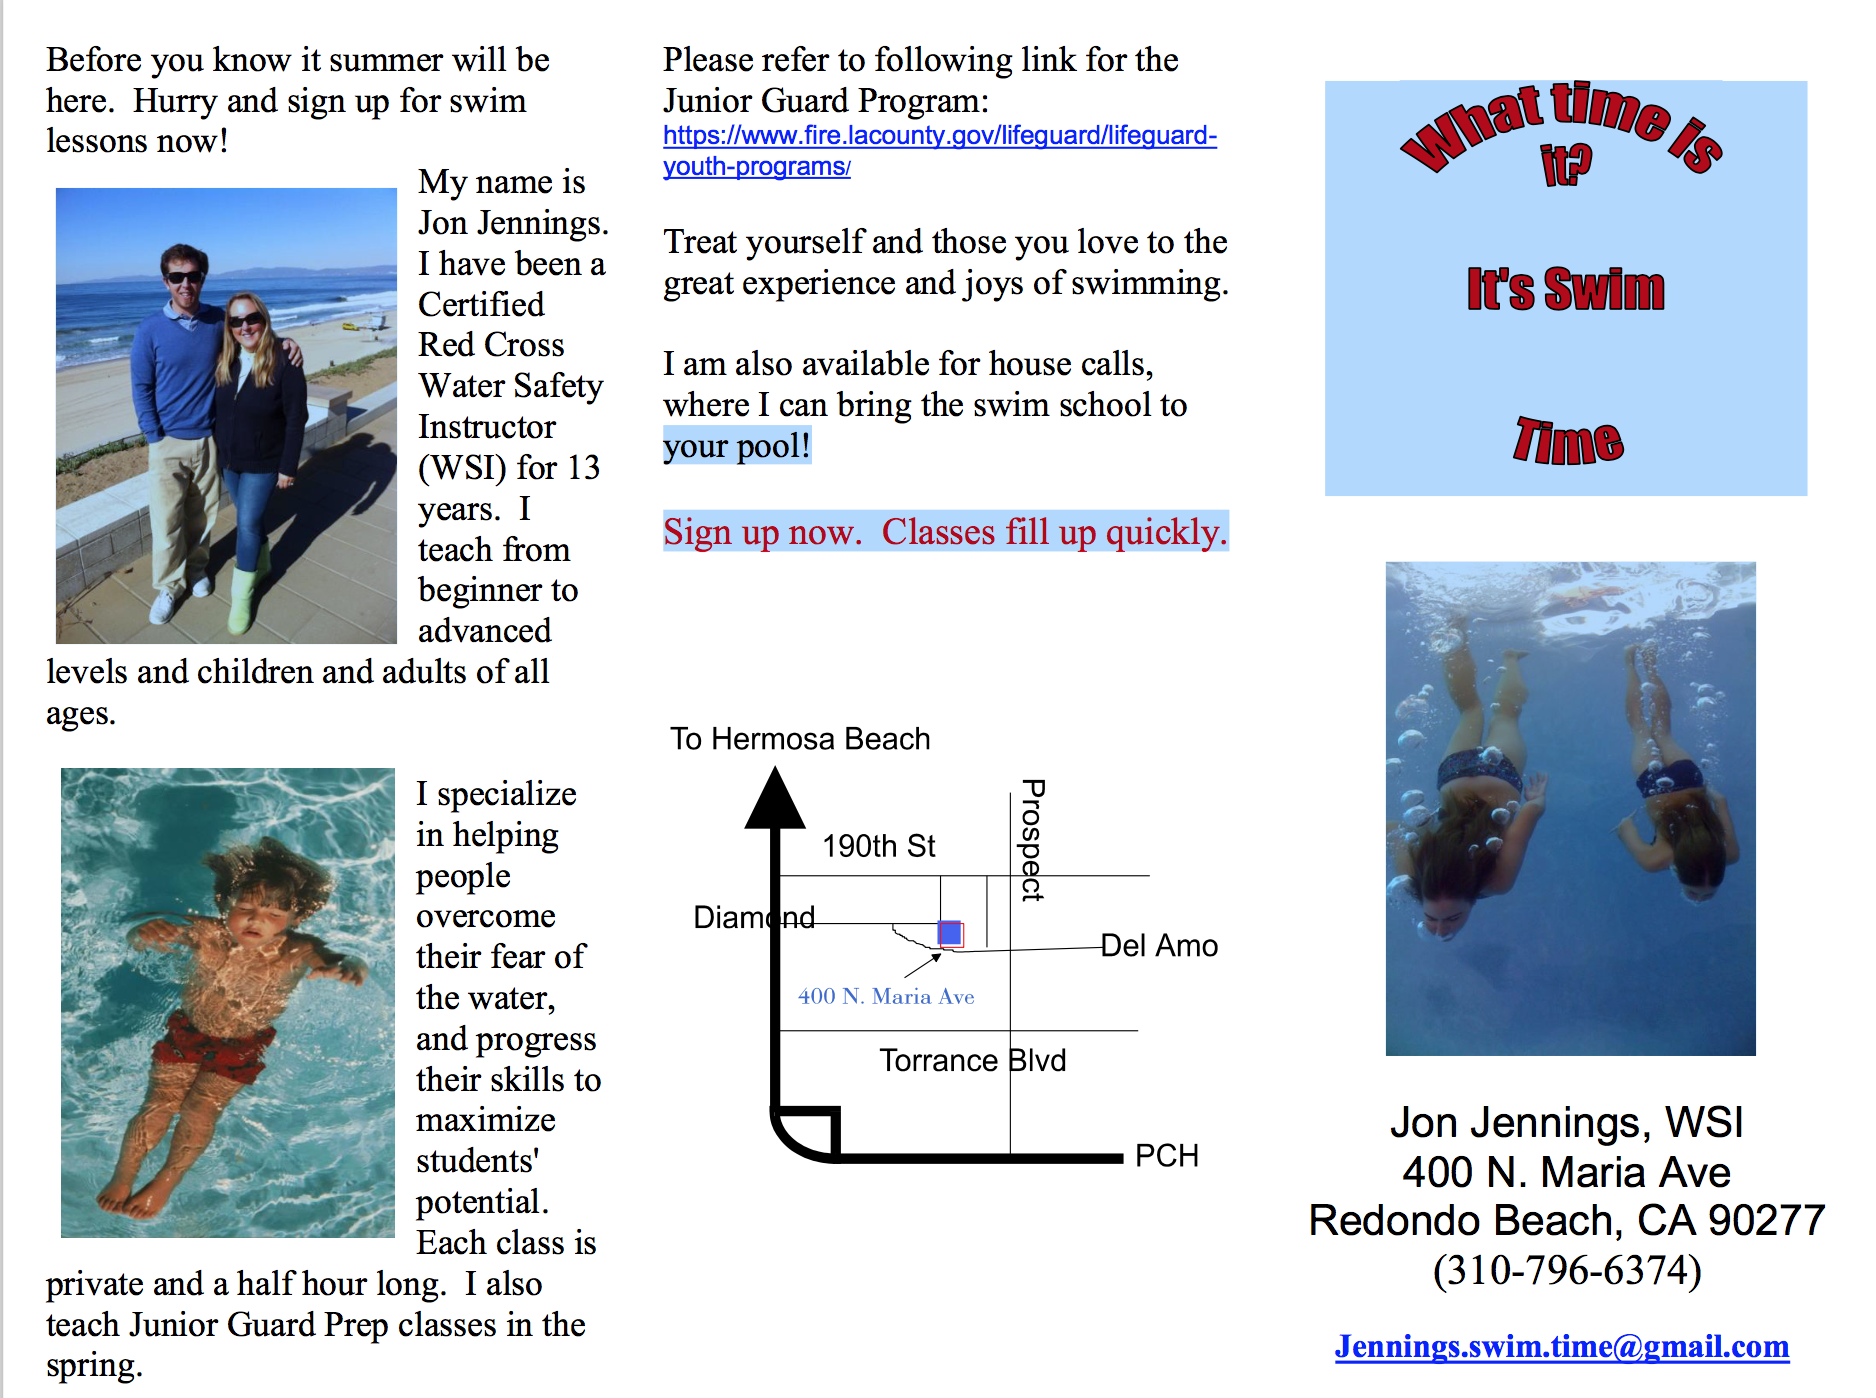 Before you know it summer will be
here.  Hurry and sign up for swim
lessons now!
My name is
Jon Jennings.
I have been a
Certified
Red Cross
Water Safety
Instructor
(WSI) for 13
years.  I
teach from
beginner to
advanced
levels and children and adults of all
ages.
I specialize
in helping
people
overcome
their fear of
the water,
and progress
their skills to
maximize
students'
potential.
Each class is
private and a half hour long.  I also
teach Junior Guard Prep classes in the
spring.
Please refer to following link for the
Junior Guard Program:
https://www.fire.lacounty.gov/lifeguard/lifeguard-
youth-programs/
Treat yourself and those you love to the
great experience and joys of swimming.
I am also available for house calls,
where I can bring the swim school to
your pool!
Sign up now.  Classes fill up quickly.
To Hermosa Beach
Prospect
190th St
Diamond
Del Amo
400 N. Maria Ave
Torrance Blvd
PCH
What time is
it?
It's Swim
Time
Jon Jennings, WSI
400 N. Maria Ave
Redondo Beach, CA 90277
(310-796-6374)
Jennings.swim.time@gmail.com